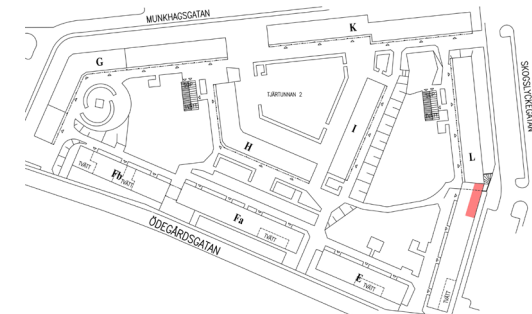 MUNKHAGSGATAN
K
G
SKOGSLYCKEGATAN
TJÄRTUNNAN 2
I
H
L
TVÄTT
Fb
TVÄTT
Fa
ÖDEGÅRDSGATAN
TVÄTT
E
TVÄTT
TVÄTT